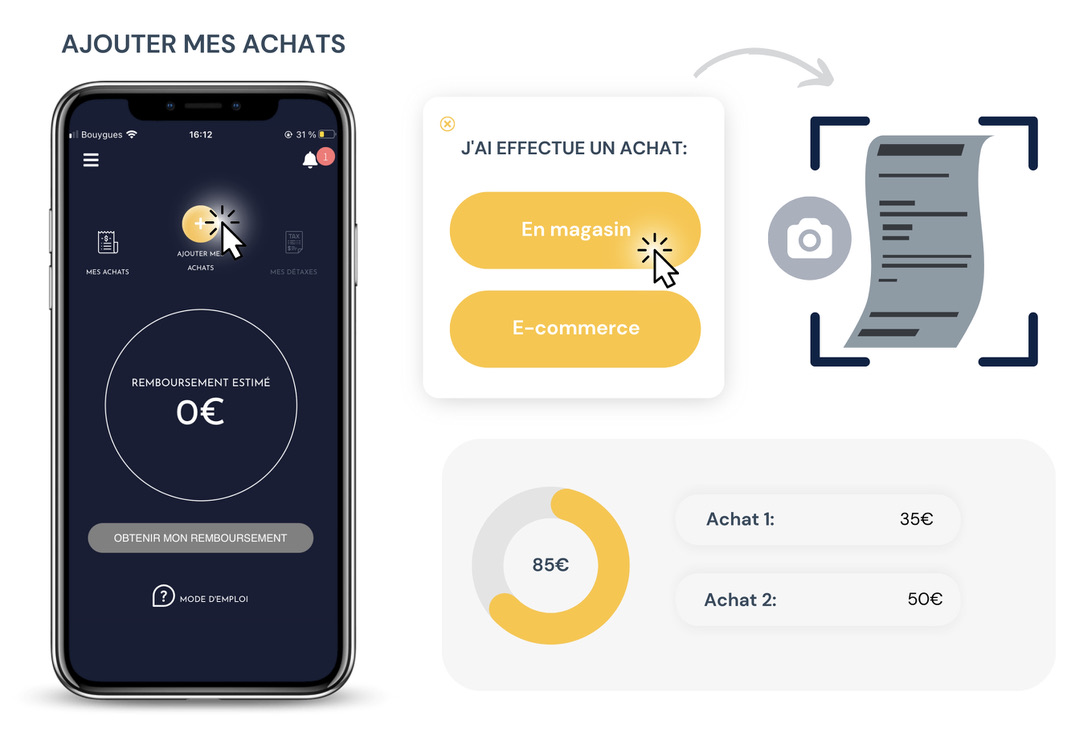 AJOUTER MES ACHATS
Bouygues
16:12
31 %
1
MES ACHATS
AJOUTER ME
ACHATS
TAX
MES DÉTAXES
REMBOURSEMENT ESTIMÉ
0€
OBTENIR MON REMBOURSEMENT
? MODE D'EMPLOI
J'AI EFFECTUE UN ACHAT:
En magasin
E-commerce
85€
Achat 1: 35€
Achat 2: 50€